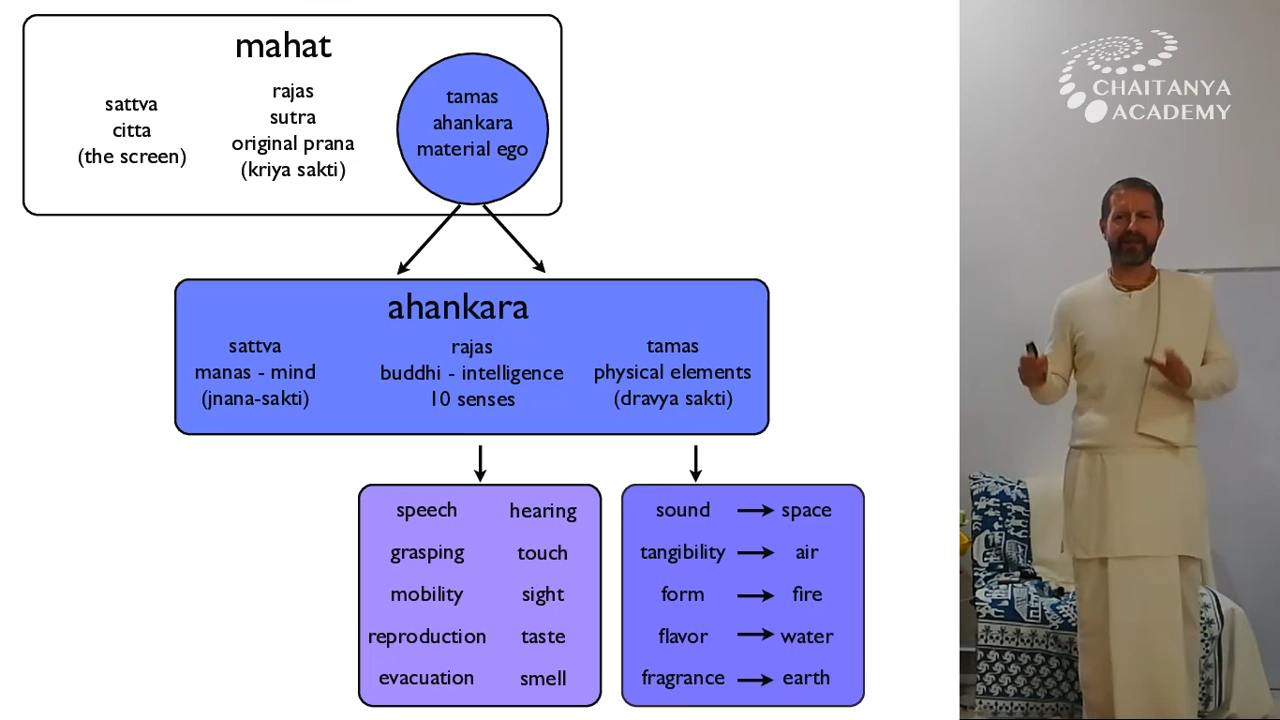 mahat
sattva
citta
(the screen)
rajas
sutra
original prana
(kriya sakti)
tamas
ahankara
material ego
ahankara
sattva
manas - mind
(jnana-sakti)
rajas
buddhi - intelligence
10 senses
tamas
physical elements
(dravya sakti)
speech hearing
grasping touch
mobility sight
reproduction taste
evacuation smell
sound space
tangibility air
form fire
flavor water
fragrance earth
CHAITANYA
ACADEMY